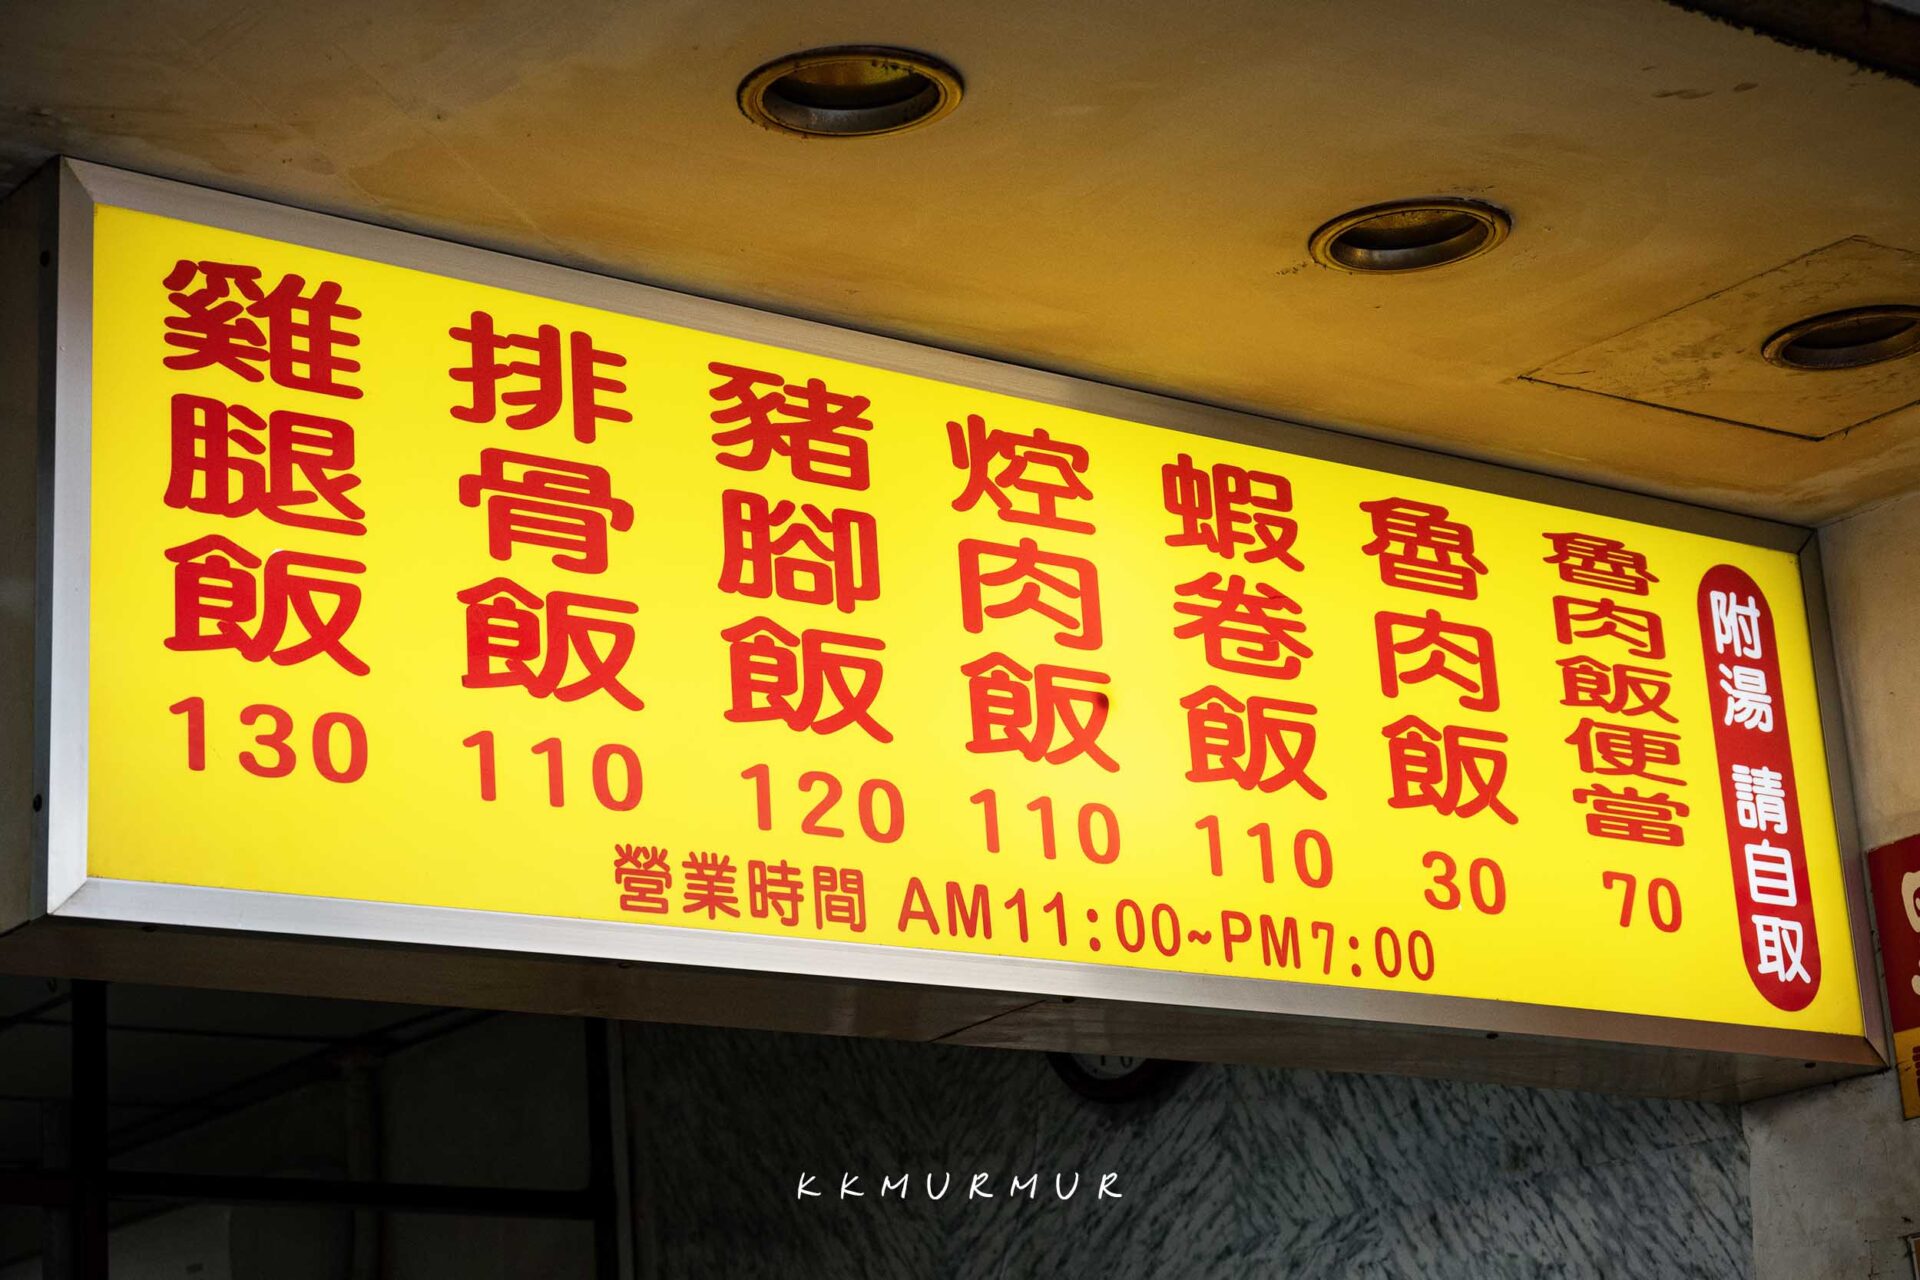 雞腿飯 130
排骨飯 110
豬腳飯 120
焢肉飯 110
蝦卷飯 110
魯肉飯 30
魯肉飯便當 70
附湯 請自取
營業時間 AM11:00~PM7:00
KKMURMUR